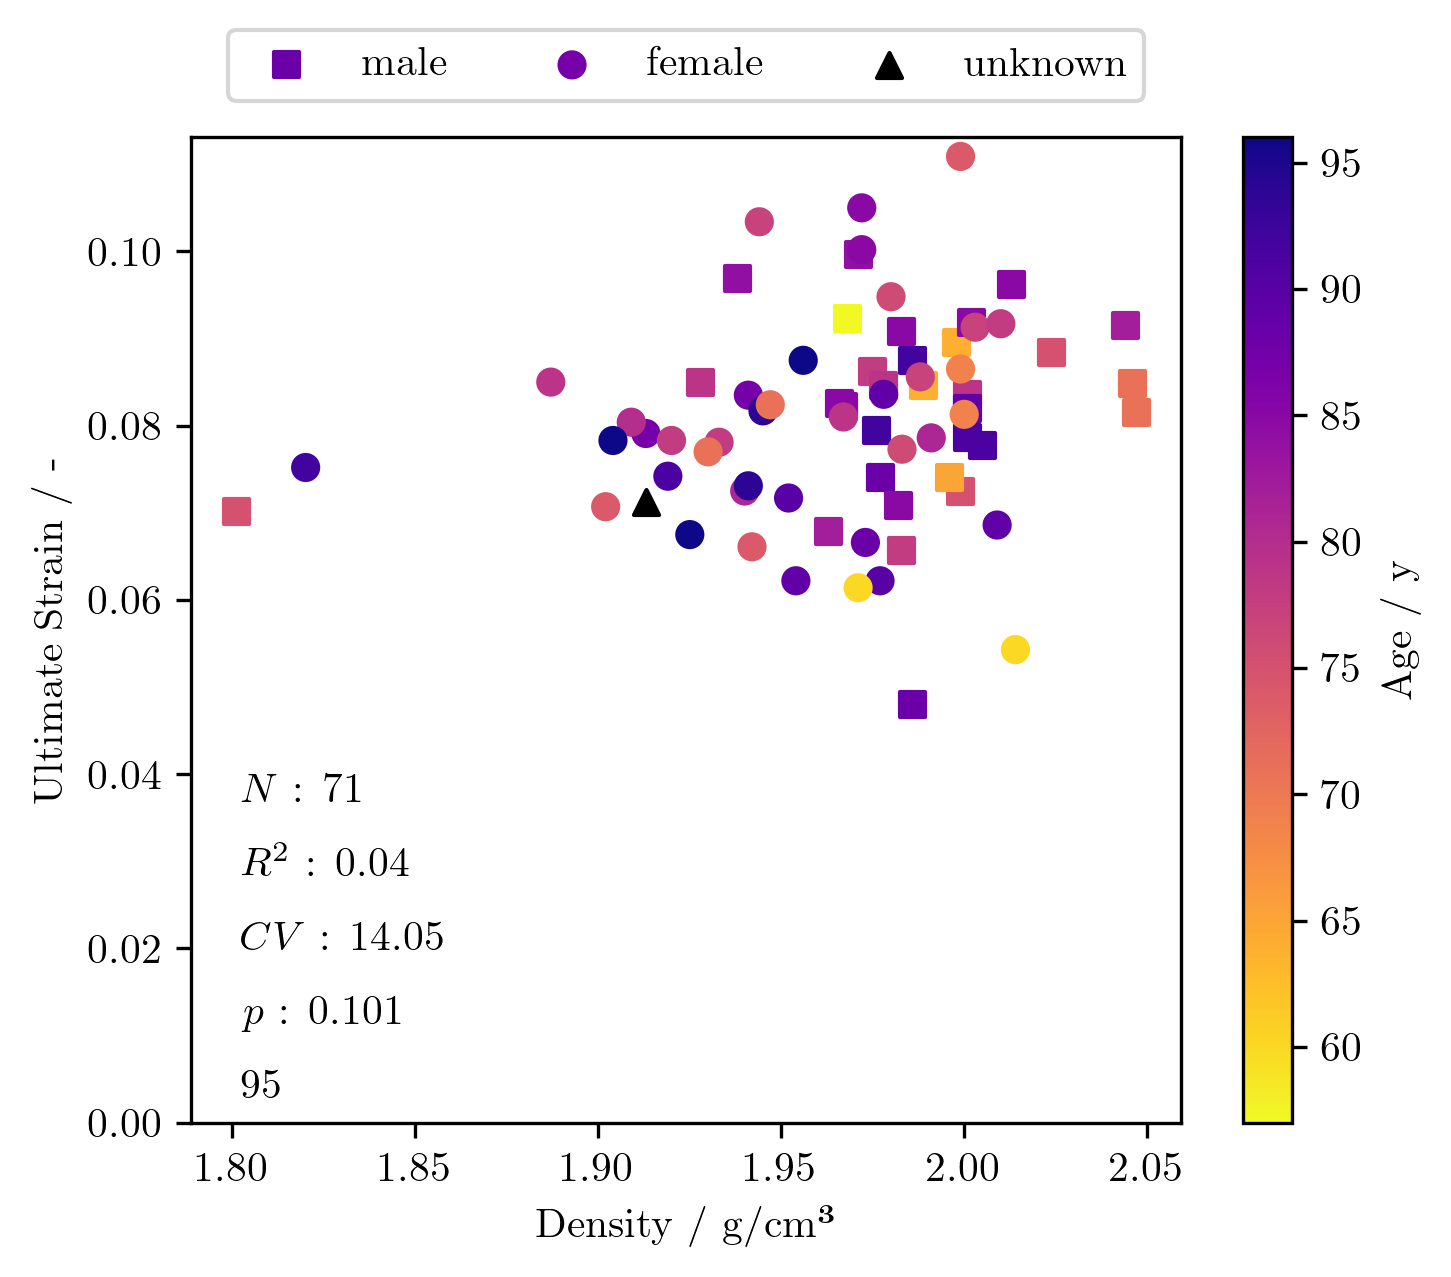 male female unknown
0.10
0.08
0.06
0.04
0.02
0.00
Ultimate Strain / -
N : 71
R² : 0.04
CV : 14.05
p : 0.101
95
1.80 1.85 1.90 1.95 2.00 2.05
Density / g/cm³
95
90
85
80
75
70
65
60
Age / y